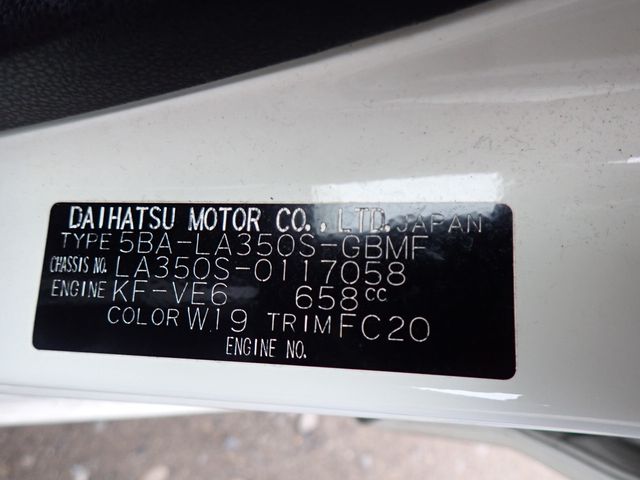 DAIHATSU MOTOR CO., LTD. JAPAN
TYPE 5BA-LA350S-GBMF
CHASSIS NO. LA350S-0117058
ENGINE KF-VE6 658cc
COLOR W19 TRIM FC20
ENGINE NO.